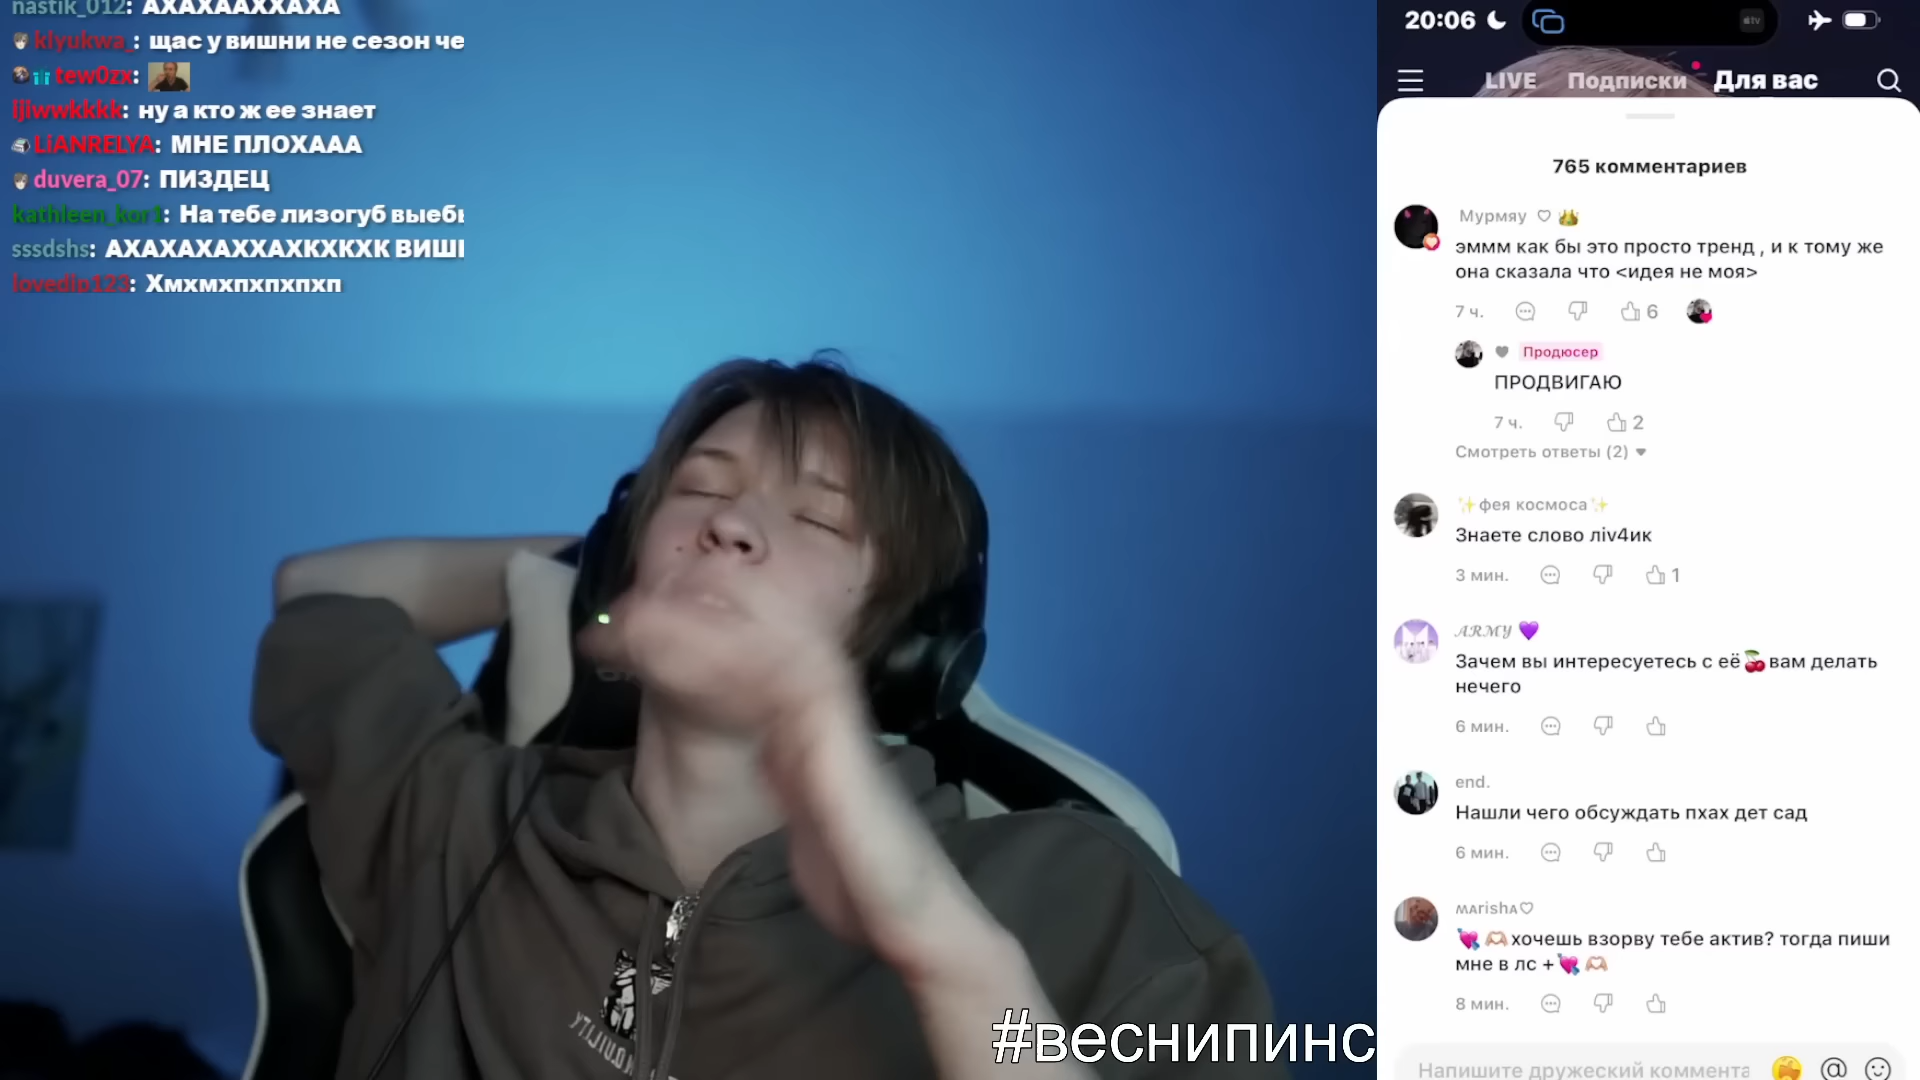 nastik_012: АХАХААХХАХА
klyukwa_: щас у вишни не сезон че
tew0zx:
ijlwwkkkk: ну а кто ж ее знает
LiANRELYA: МНЕ ПЛОХААА
duvera_07: ПИЗДЕЦ
kathleen_kor1: На тебе лизогуб выеб
sssdshs: АХАХАХАХХАХКХКХК ВИШ
lovedlp123: Хмхмхпхпхпхп
#веснипинс
20:06
LIVE Подписки Для вас
765 комментариев
Мурмяу
эммм как бы это просто тренд , и к тому же
она сказала что <идея не моя>
7 ч. 6
Продюсер
ПРОДВИГАЮ
7 ч. 2
Смотреть ответы (2)
✨фея космоса✨
Знаете слово лiv4ик
3 мин. 1
𝒜ℛℳ𝒴 💜
Зачем вы интересуетесь с её🍒вам делать
нечего
6 мин.
end.
Нашли чего обсуждать пхах дет сад
6 мин.
мᴀrishᴀ♡
💘🫶🏼хочешь взорву тебе актив? тогда пиши
мне в лс +💘🫶🏼
8 мин.
Напишите дружеский коммента